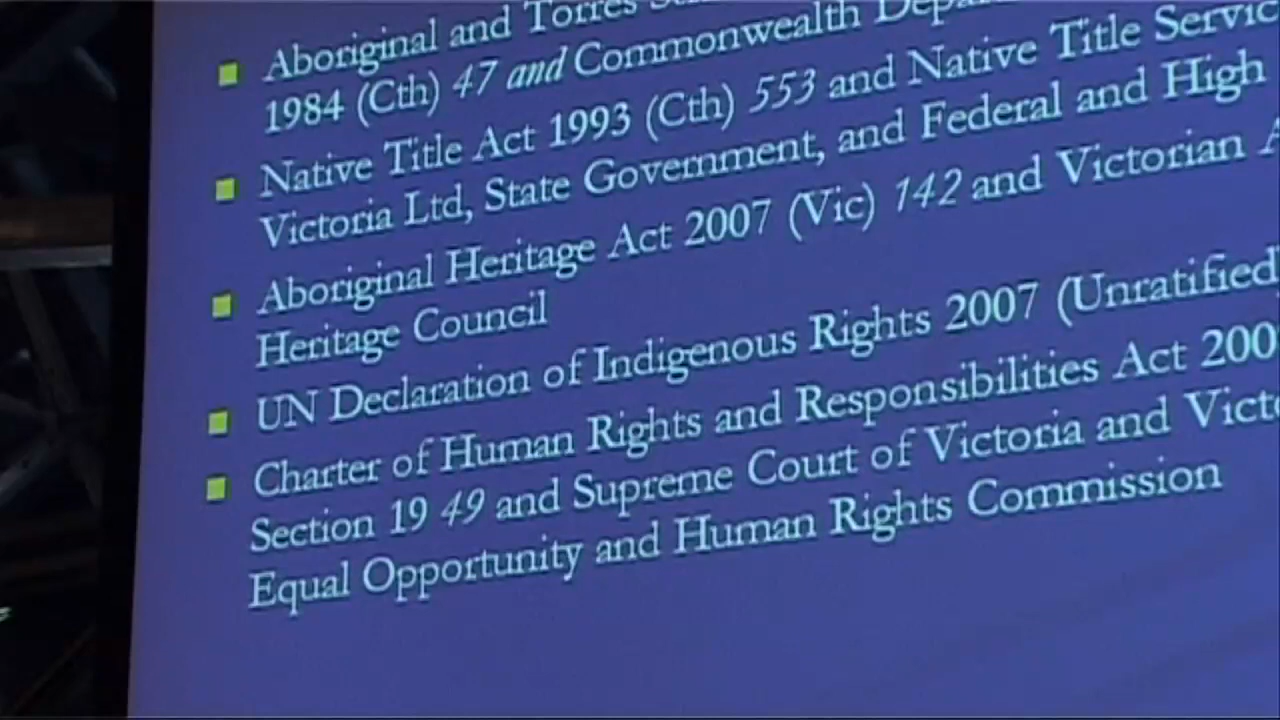 Aboriginal and Torres
1984 (Cth) 47 and Commonwealth
Native Title Act 1993 (Cth) 553 and Native Title
Victoria Ltd, State Government, and Federal and High
Aboriginal Heritage Act 2007 (Vic) 142 and Victorian
Heritage Council
UN Declaration of Indigenous Rights 2007 (Unratified
Charter of Human Rights and Responsibilities Act
Section 19 49 and Supreme Court of Victoria and
Equal Opportunity and Human Rights Commission